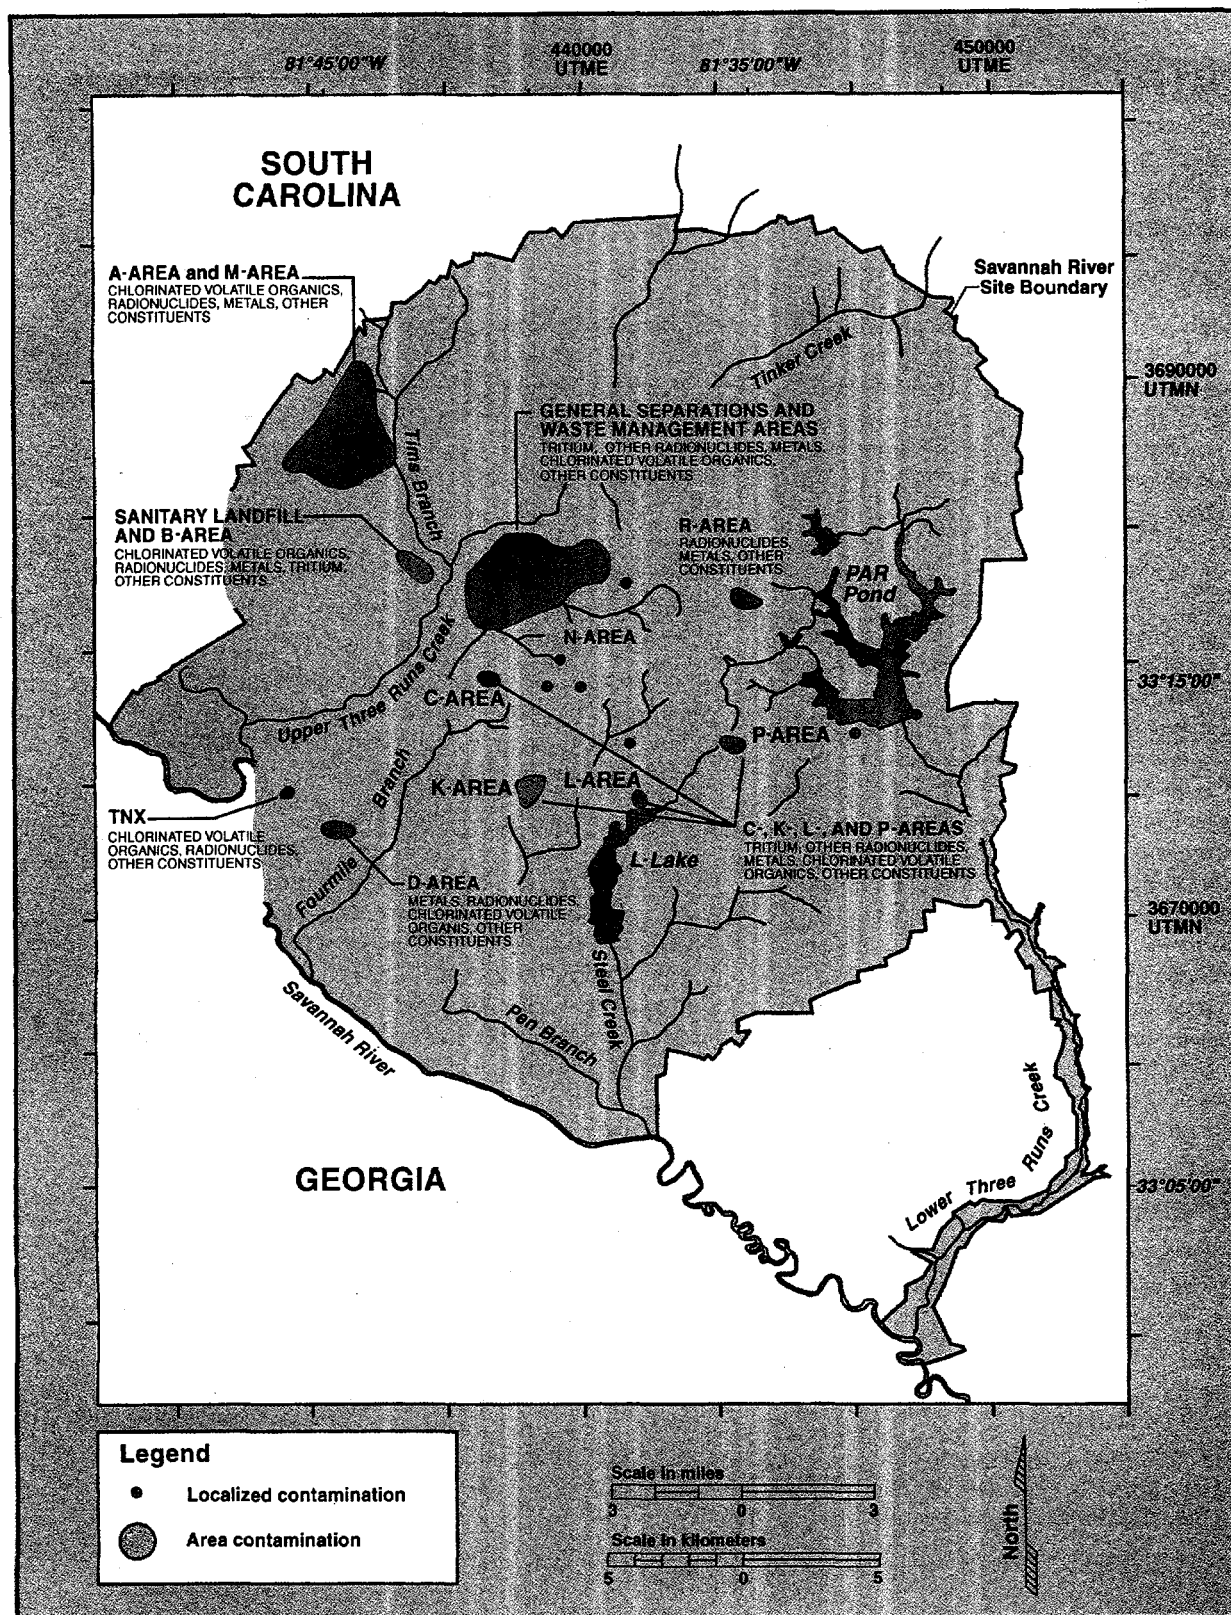 440000
UTME
450000
UTME
81°45'00"W
81°35'00"W
SOUTH
CAROLINA
A-AREA and M-AREA
CHLORINATED VOLATILE ORGANICS,
RADIONUCLIDES, METALS, OTHER
CONSTITUENTS
Savannah River
Site Boundary
Tinker Creek
3690000
UTMN
GENERAL SEPARATIONS AND
WASTE MANAGEMENT AREAS
TRITIUM, OTHER RADIONUCLIDES, METALS,
CHLORINATED VOLATILE ORGANICS,
OTHER CONSTITUENTS
Tims Branch
SANITARY LANDFILL
AND B-AREA
CHLORINATED VOLATILE ORGANICS,
RADIONUCLIDES, METALS, TRITIUM,
OTHER CONSTITUENTS
R-AREA
RADIONUCLIDES,
METALS, OTHER
CONSTITUENTS
PAR
Pond
N-AREA
Upper Three Runs Creek
C-AREA
33°15'00"
P-AREA
K-AREA
L-AREA
TNX
CHLORINATED VOLATILE
ORGANICS, RADIONUCLIDES,
OTHER CONSTITUENTS
C-, K-, L-, AND P-AREAS
TRITIUM, OTHER RADIONUCLIDES,
METALS, CHLORINATED VOLATILE
ORGANICS, OTHER CONSTITUENTS
L-Lake
Fourmile Branch
D-AREA
METALS, RADIONUCLIDES,
CHLORINATED VOLATILE
ORGANIS, OTHER
CONSTITUENTS
3670000
UTMN
Steel Creek
Pen Branch
Savannah River
Lower Three Runs Creek
GEORGIA
33°05'00"
Legend
Localized contamination
Area contamination
Scale in miles
3 0 3
Scale in kilometers
5 0 5
North